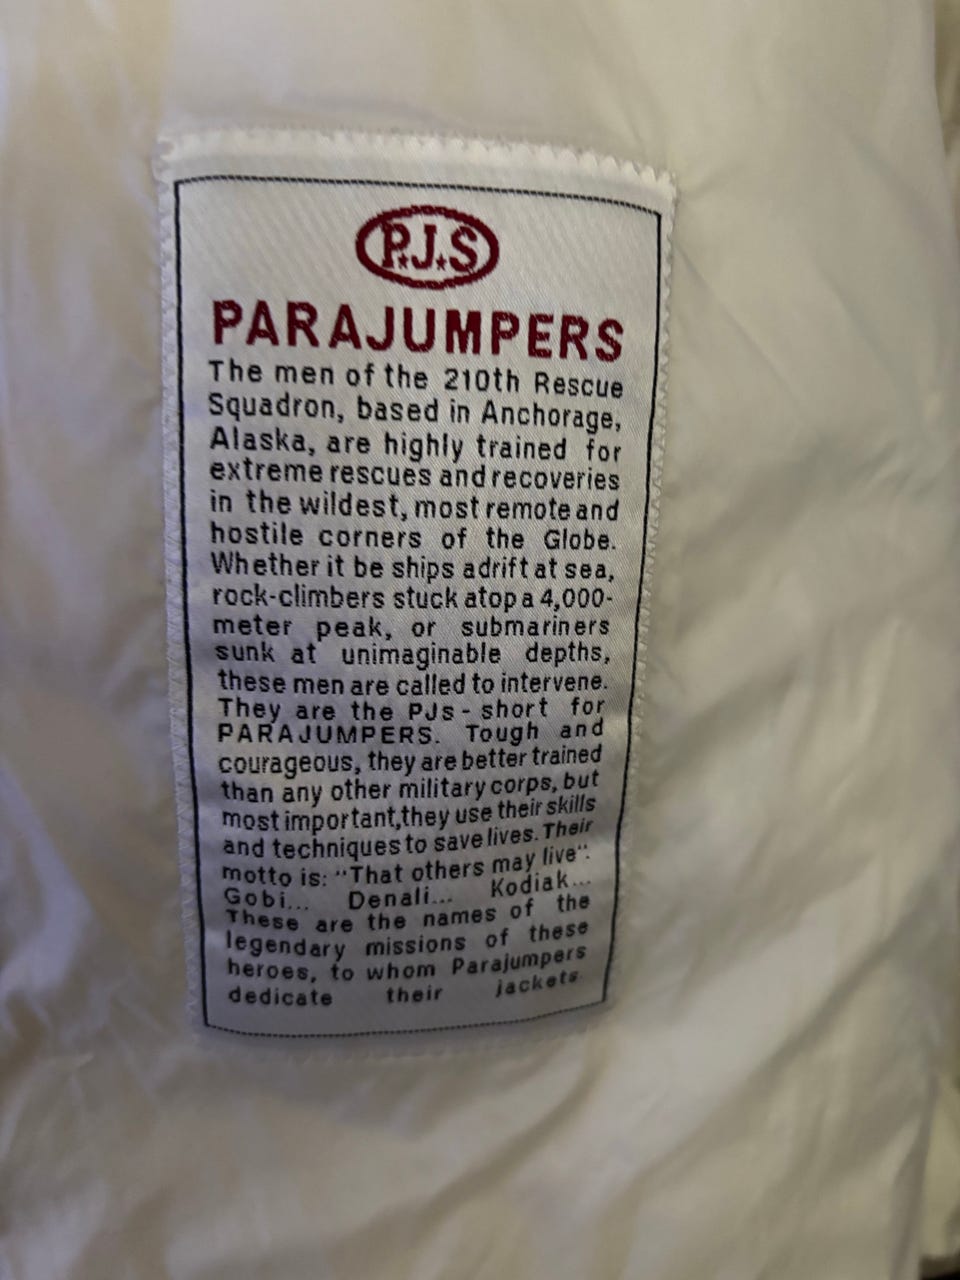 P.J.S
PARAJUMPERS
The men of the 210th Rescue
Squadron, based in Anchorage,
Alaska, are highly trained for
extreme rescues and recoveries
in the wildest, most remote and
hostile corners of the Globe.
Whether it be ships adrift at sea,
rock-climbers stuck atop a 4,000-
meter peak, or submariners
sunk at unimaginable depths,
these men are called to intervene.
They are the PJs - short for
PARAJUMPERS. Tough and
courageous, they are better trained
than any other military corps, but
most important,they use their skills
and techniques to save lives. Their
motto is: "That others may live".
Gobi... Denali... Kodiak...
These are the names of the
legendary missions of these
heroes, to whom Parajumpers
dedicate their jackets